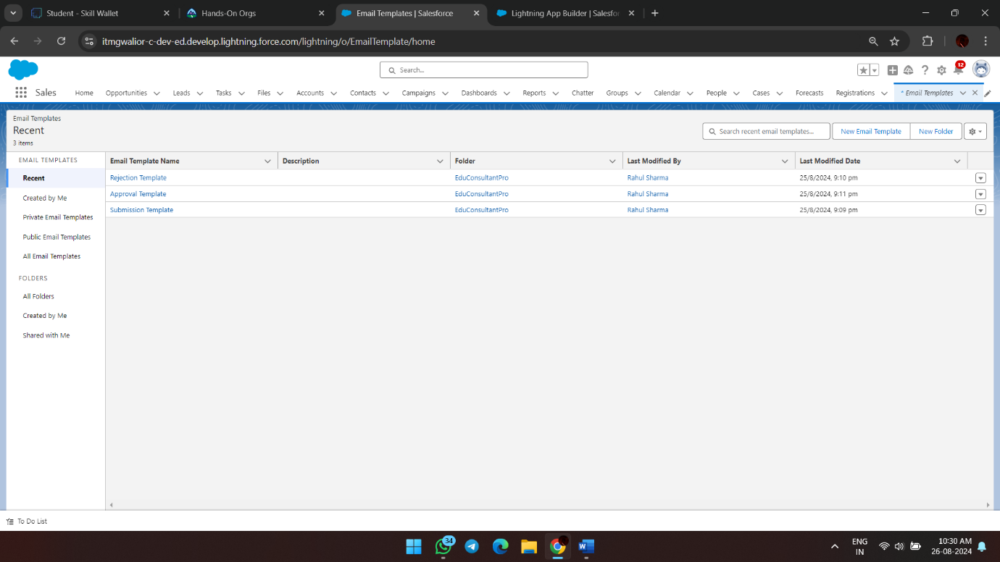 Student - Skill Wallet
Hands-On Orgs
Email Templates | Salesforce
Lightning App Builder | Salesfor
itmgwalior-c-dev-ed.develop.lightning.force.com/lightning/o/EmailTemplate/home
Search...
12
Sales
Home
Opportunities
Leads
Tasks
Files
Accounts
Contacts
Campaigns
Dashboards
Reports
Chatter
Groups
Calendar
People
Cases
Forecasts
Registrations
* Email Templates
Email Templates
Recent
3 items
Search recent email templates...
New Email Template
New Folder
EMAIL TEMPLATES
Recent
Created by Me
Private Email Templates
Public Email Templates
All Email Templates
FOLDERS
All Folders
Created by Me
Shared with Me
Email Template Name Description Folder Last Modified By Last Modified Date
Rejection Template EduConsultantPro Rahul Sharma 25/8/2024, 9:10 pm
Approval Template EduConsultantPro Rahul Sharma 25/8/2024, 9:11 pm
Submission Template EduConsultantPro Rahul Sharma 25/8/2024, 9:09 pm
To Do List
34
ENG
IN
10:30 AM
26-08-2024